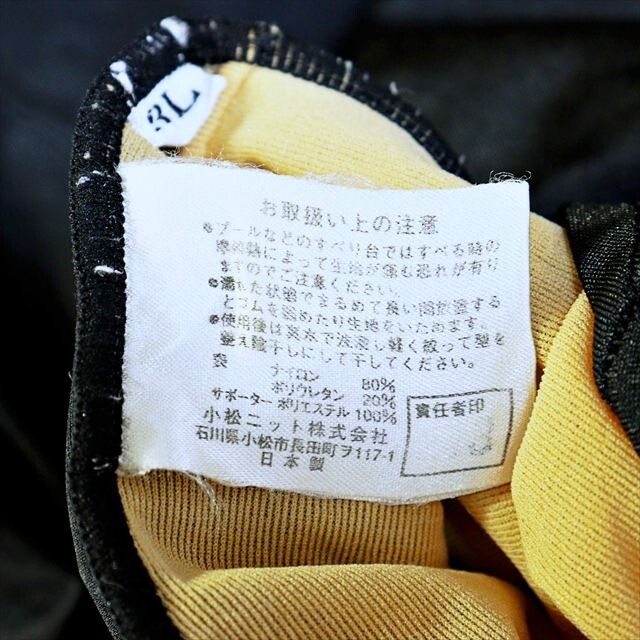 3L
お取扱い上の注意
●プールなどのすべり台ではすべる時の
摩擦熱によって生地が傷む恐れが有り
ますのでご注意ください。
●濡れた状態でまるめて長い間放置する
とゴムを弱めたり生地をいためます。
●使用後は真水で洗濯し軽く絞って型を
整え陰干しにして干してください。
表 ナイロン 80%
ポリウレタン 20%
サポーター ポリエステル 100%
小松ニット株式会社
石川県小松市長田町ヲ117-1
日本製
責任者印